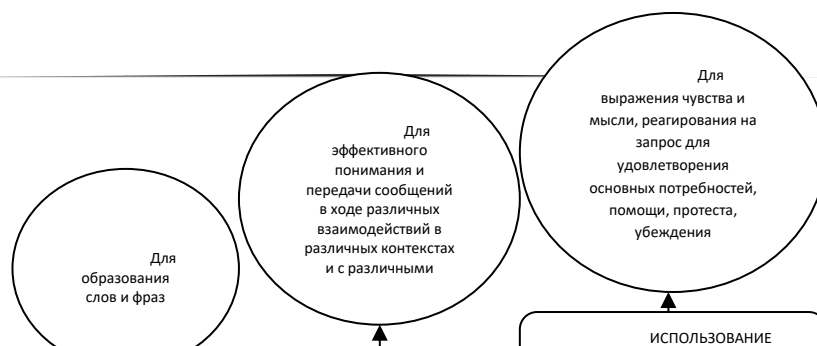 Для
образования
слов и фраз
Для
эффективного
понимания и
передачи сообщений
в ходе различных
взаимодействий в
различных контекстах
и с различными
Для
выражения чувства и
мысли, реагирования на
запрос для
удовлетворения
основных потребностей,
помощи, протеста,
убеждения
ИСПОЛЬЗОВАНИЕ